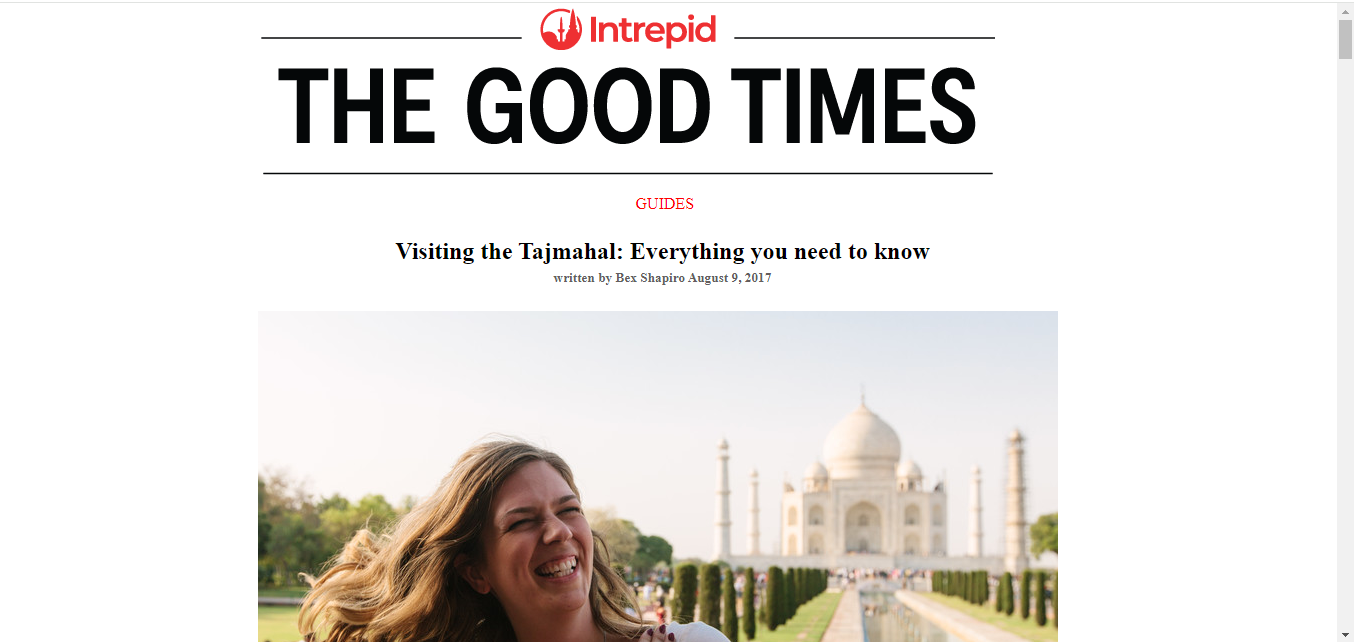 Intrepid
THE GOOD TIMES
GUIDES
Visiting the Tajmahal: Everything you need to know
written by Bex Shapiro August 9, 2017